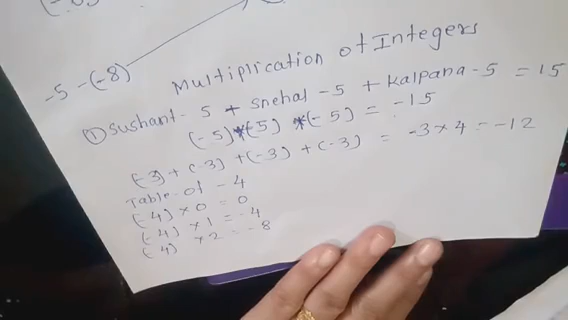 -5 -(-8)
Multiplication of Integers
① Sushant - 5 + Snehal - 5 + Kalpana - 5 = 15
(-5)*(-5) *(-5) = -15
(-3) + (-3) + (-3) + (-3) = -3×4 = -12
Table of - 4
(-4) × 0 = 0
(-4) × 1 = -4
(-4) × 2 = -8